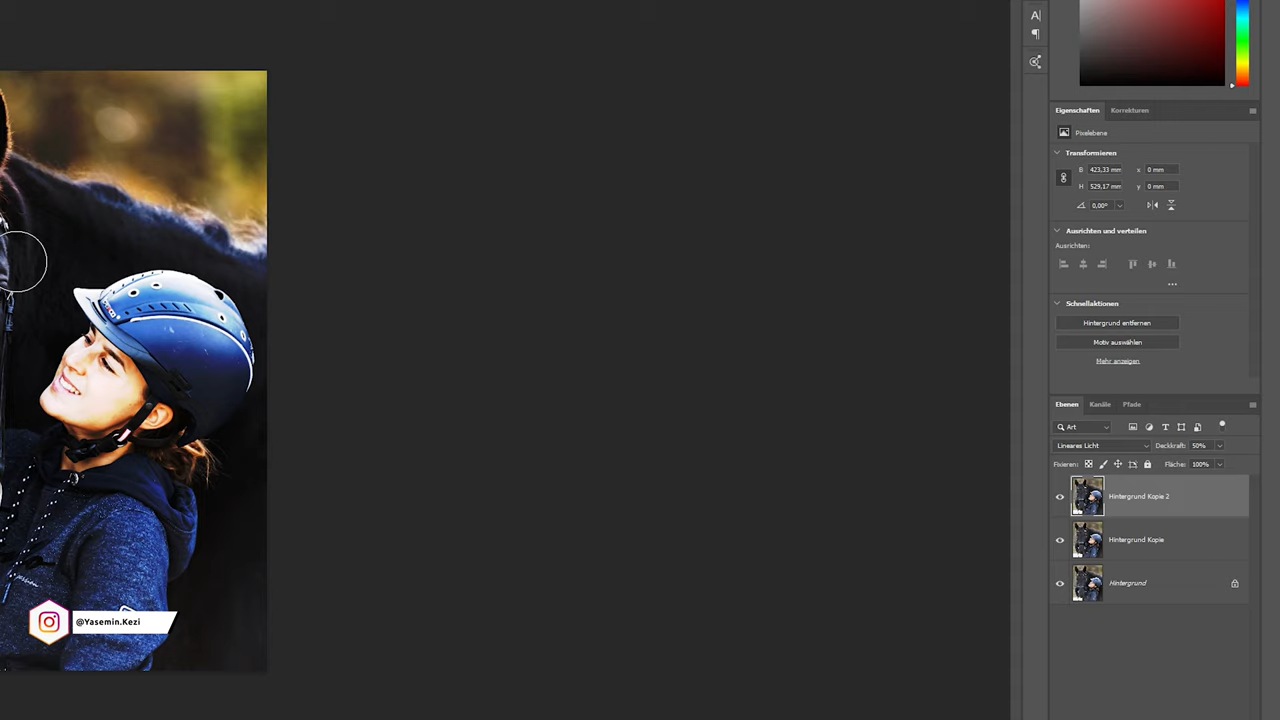 A|
Eigenschaften Korrekturen
Pixelebene
Transformieren
B 423,33 mm x 0 mm
H 529,17 mm y 0 mm
0,00°
Ausrichten und verteilen
Ausrichten:
Schnellaktionen
Hintergrund entfernen
Motiv auswählen
Mehr anzeigen
Ebenen Kanäle Pfade
Art
Lineares Licht Deckkraft: 50%
Fixieren: Fläche: 100%
Hintergrund Kopie 2
Hintergrund Kopie
Hintergrund
@Yasemin.Kezi